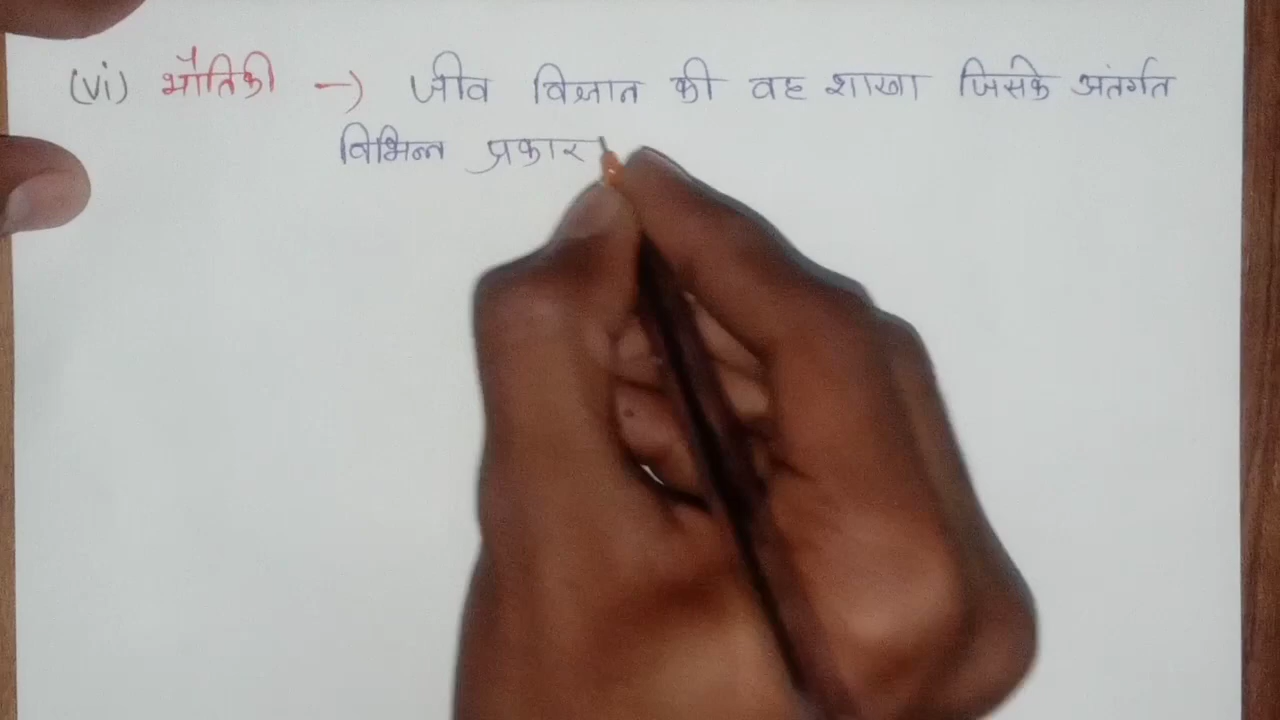 (vi) भौतिकी → जीव विज्ञान की वह शाखा जिसके अंतर्गत
विभिन्न प्रकार